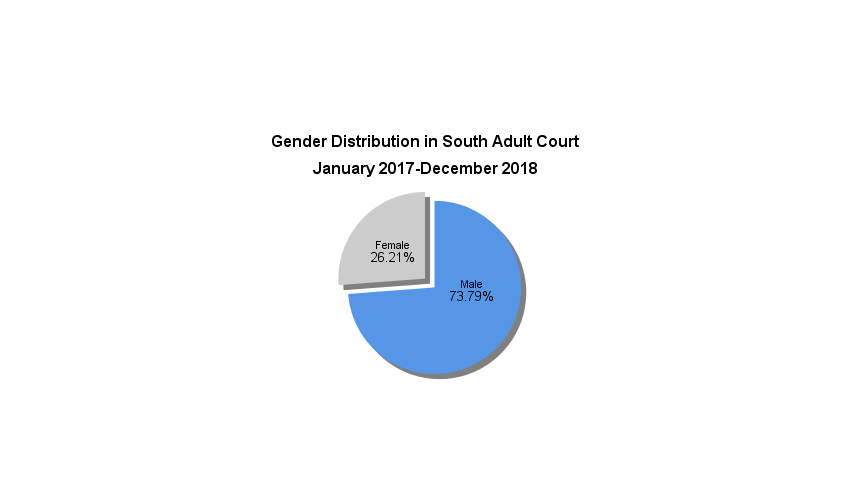 Gender Distribution in South Adult Court
January 2017-December 2018
Female
26.21%
Male
73.79%